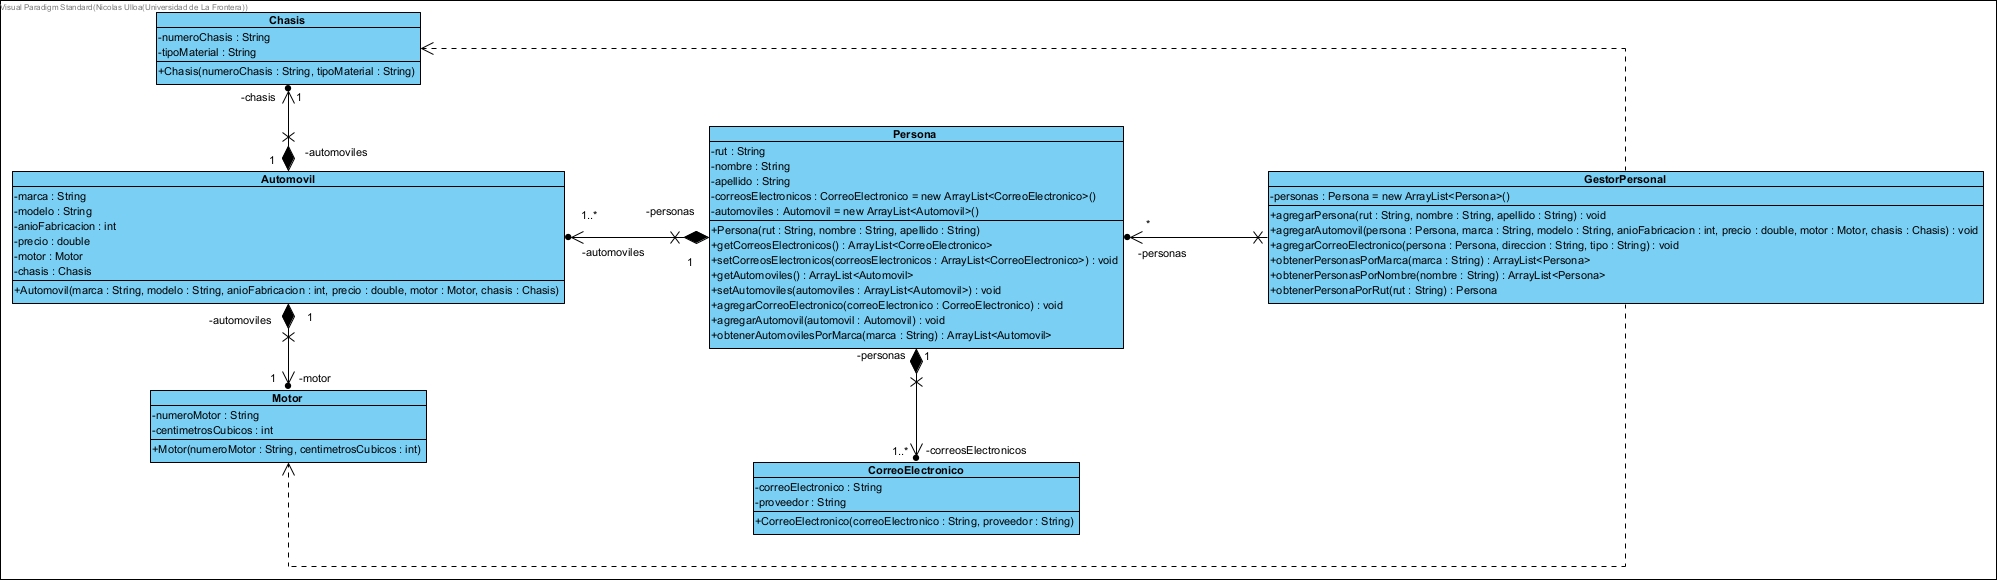 Visual Paradigm Standard(Nicolas Ulloa(Universidad de La Frontera))
Chasis
-numeroChasis : String
-tipoMaterial : String
+Chasis(numeroChasis : String, tipoMaterial : String)
-chasis
1
1
-automoviles
Automovil
-marca : String
-modelo : String
-anioFabricacion : int
-precio : double
-motor : Motor
-chasis : Chasis
+Automovil(marca : String, modelo : String, anioFabricacion : int, precio : double, motor : Motor, chasis : Chasis)
-automoviles
1
1
-motor
Motor
-numeroMotor : String
-centimetrosCubicos : int
+Motor(numeroMotor : String, centimetrosCubicos : int)
1..*
-automoviles
-personas
1
Persona
-rut : String
-nombre : String
-apellido : String
-correosElectronicos : CorreoElectronico = new ArrayList<CorreoElectronico>()
-automoviles : Automovil = new ArrayList<Automovil>()
+Persona(rut : String, nombre : String, apellido : String)
+getCorreosElectronicos() : ArrayList<CorreoElectronico>
+setCorreosElectronicos(correosElectronicos : ArrayList<CorreoElectronico>) : void
+getAutomoviles() : ArrayList<Automovil>
+setAutomoviles(automoviles : ArrayList<Automovil>) : void
+agregarCorreoElectronico(correoElectronico : CorreoElectronico) : void
+agregarAutomovil(automovil : Automovil) : void
+obtenerAutomovilesPorMarca(marca : String) : ArrayList<Automovil>
-personas
1
1..*
-correosElectronicos
CorreoElectronico
-correoElectronico : String
-proveedor : String
+CorreoElectronico(correoElectronico : String, proveedor : String)
*
-personas
GestorPersonal
-personas : Persona = new ArrayList<Persona>()
+agregarPersona(rut : String, nombre : String, apellido : String) : void
+agregarAutomovil(persona : Persona, marca : String, modelo : String, anioFabricacion : int, precio : double, motor : Motor, chasis : Chasis) : void
+agregarCorreoElectronico(persona : Persona, direccion : String, tipo : String) : void
+obtenerPersonasPorMarca(marca : String) : ArrayList<Persona>
+obtenerPersonasPorNombre(nombre : String) : ArrayList<Persona>
+obtenerPersonaPorRut(rut : String) : Persona